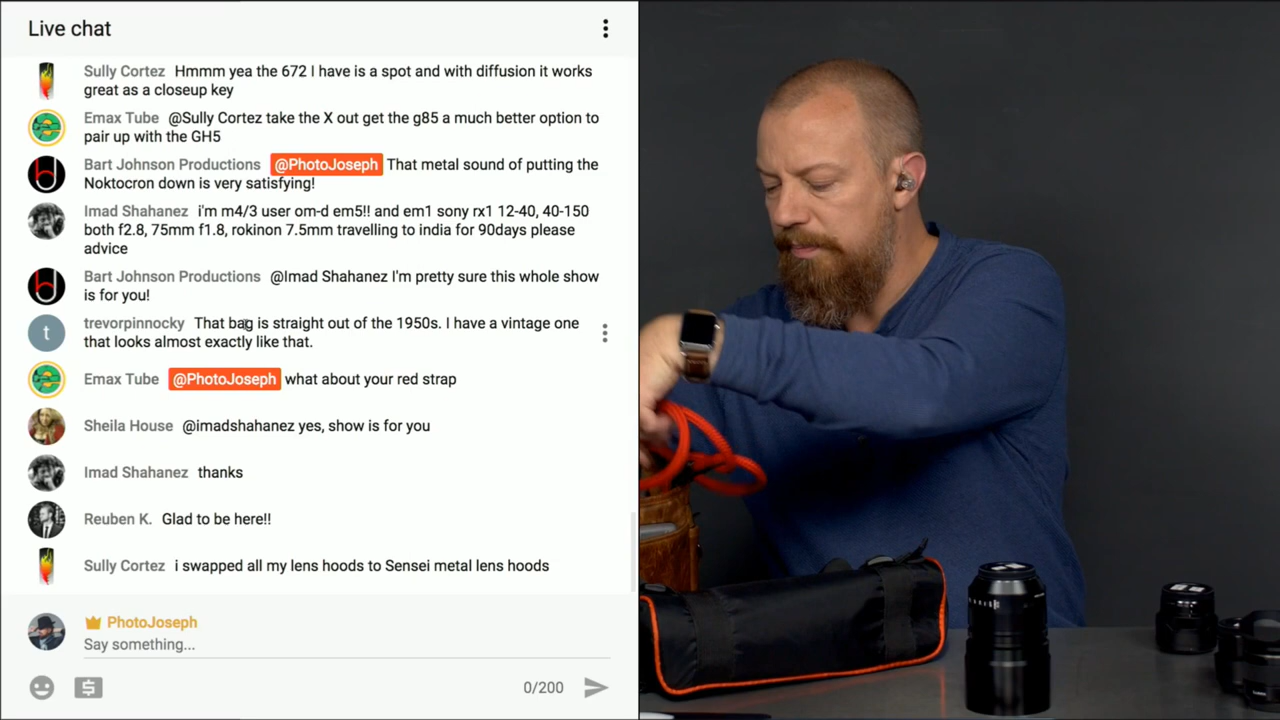 Live chat
Sully Cortez Hmmm yea the 672 I have is a spot and with diffusion it works
great as a closeup key
Emax Tube @Sully Cortez take the X out get the g85 a much better option to
pair up with the GH5
Bart Johnson Productions @PhotoJoseph That metal sound of putting the
Noktocron down is very satisfying!
Imad Shahanez i'm m4/3 user om-d em5!! and em1 sony rx1 12-40, 40-150
both f2.8, 75mm f1.8, rokinon 7.5mm travelling to india for 90days please
advice
Bart Johnson Productions @Imad Shahanez I'm pretty sure this whole show
is for you!
t
trevorpinnocky That bag is straight out of the 1950s. I have a vintage one
that looks almost exactly like that.
Emax Tube @PhotoJoseph what about your red strap
Sheila House @imadshahanez yes, show is for you
Imad Shahanez thanks
Reuben K. Glad to be here!!
Sully Cortez i swapped all my lens hoods to Sensei metal lens hoods
PhotoJoseph
Say something...
$
0/200